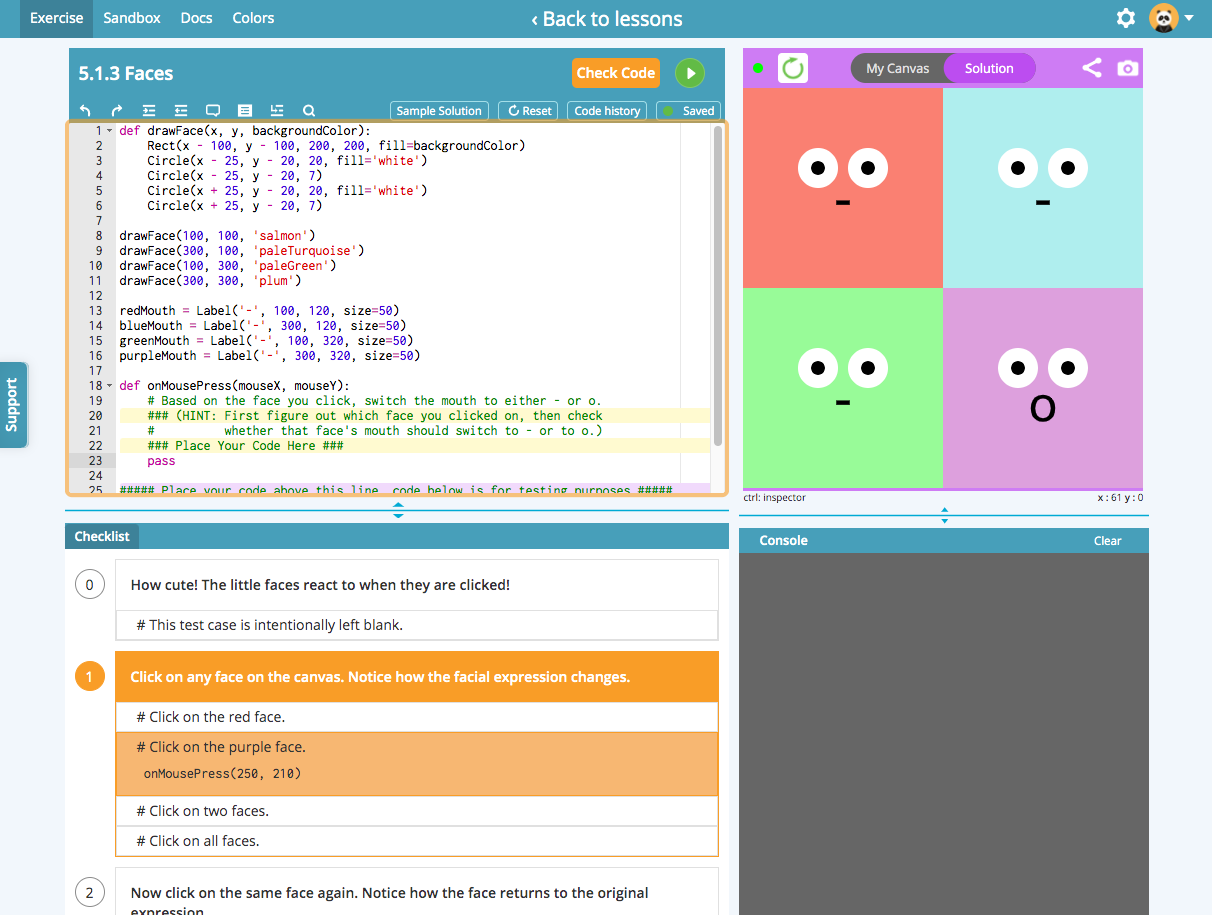 Exercise Sandbox Docs Colors ‹ Back to lessons
5.1.3 Faces Check Code
Sample Solution Reset Code history Saved
1 def drawFace(x, y, backgroundColor):
2 Rect(x - 100, y - 100, 200, 200, fill=backgroundColor)
3 Circle(x - 25, y - 20, 20, fill='white')
4 Circle(x - 25, y - 20, 7)
5 Circle(x + 25, y - 20, 20, fill='white')
6 Circle(x + 25, y - 20, 7)
7
8 drawFace(100, 100, 'salmon')
9 drawFace(300, 100, 'paleTurquoise')
10 drawFace(100, 300, 'paleGreen')
11 drawFace(300, 300, 'plum')
12
13 redMouth = Label('-', 100, 120, size=50)
14 blueMouth = Label('-', 300, 120, size=50)
15 greenMouth = Label('-', 100, 320, size=50)
16 purpleMouth = Label('-', 300, 320, size=50)
17
18 def onMousePress(mouseX, mouseY):
19 # Based on the face you click, switch the mouth to either - or o.
20 ### (HINT: First figure out which face you clicked on, then check
21 # whether that face's mouth should switch to - or to o.)
22 ### Place Your Code Here ###
23 pass
24
25 ##### Place your code above this line, code below is for testing purposes #####
Support
My Canvas Solution
- -
- o
ctrl: inspector x : 61 y : 0
Checklist
0 How cute! The little faces react to when they are clicked!
# This test case is intentionally left blank.
1 Click on any face on the canvas. Notice how the facial expression changes.
# Click on the red face.
# Click on the purple face.
onMousePress(250, 210)
# Click on two faces.
# Click on all faces.
2 Now click on the same face again. Notice how the face returns to the original
expression
Console Clear